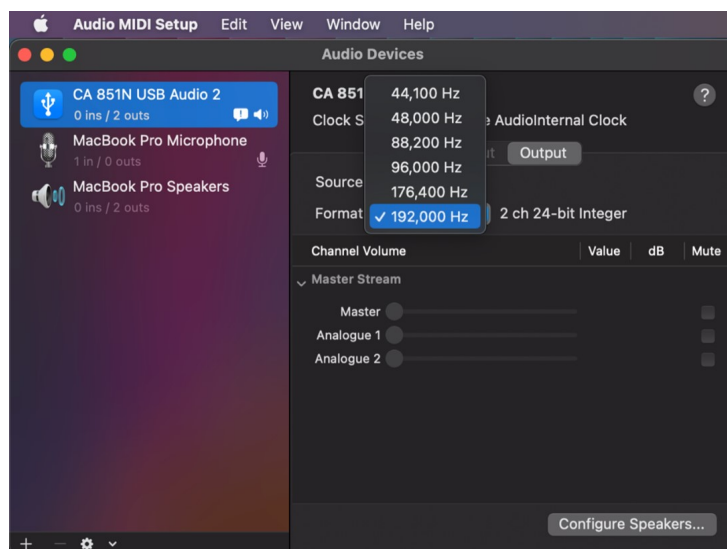 Audio MIDI Setup Edit View Window Help
Audio Devices
CA 851N USB Audio 2
0 ins / 2 outs
MacBook Pro Microphone
1 in / 0 outs
MacBook Pro Speakers
0 ins / 2 outs
CA 851
?
Clock S AudioInternal Clock
Output
Source
Format 2 ch 24-bit Integer
44,100 Hz
48,000 Hz
88,200 Hz
96,000 Hz
176,400 Hz
✓ 192,000 Hz
Channel Volume Value dB Mute
Master Stream
Master
Analogue 1
Analogue 2
Configure Speakers...